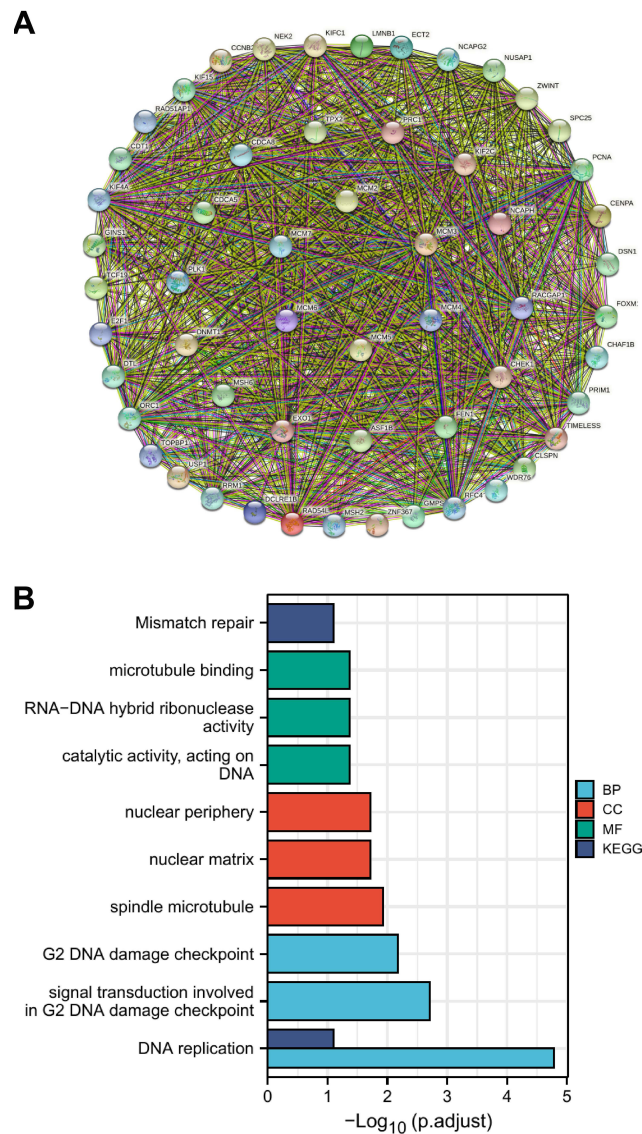 A
CCNB2
NEK2
KIFC1
LMNB1
ECT2
NCAPG2
NUSAP1
ZWINT
SPC25
PCNA
CENPA
DSN1
FOXM1
CHAF1B
PRIM1
TIMELESS
CLSPN
WDR76
RFC4
GMPS
ZNF367
MSH2
RAD54L
DCLRE1B
RRM1
USP1
TOPBP1
ORC1
DTL
E2F1
TCF19
GINS1
KIF4A
CDT1
RAD51AP1
KIF15
TPX2
PRC1
CDCA8
KIF2C
MCM2
CDCA5
NCAPH
MCM7
MCM3
PLK1
RACGAP1
MCM6
MCM4
DNMT1
MCM5
CHEK1
MSH6
EXO1
ASF1B
FEN1
B
Mismatch repair
microtubule binding
RNA−DNA hybrid ribonuclease
activity
catalytic activity, acting on
DNA
nuclear periphery
nuclear matrix
spindle microtubule
G2 DNA damage checkpoint
signal transduction involved
in G2 DNA damage checkpoint
DNA replication
BP
CC
MF
KEGG
0 1 2 3 4 5
−Log10 (p.adjust)